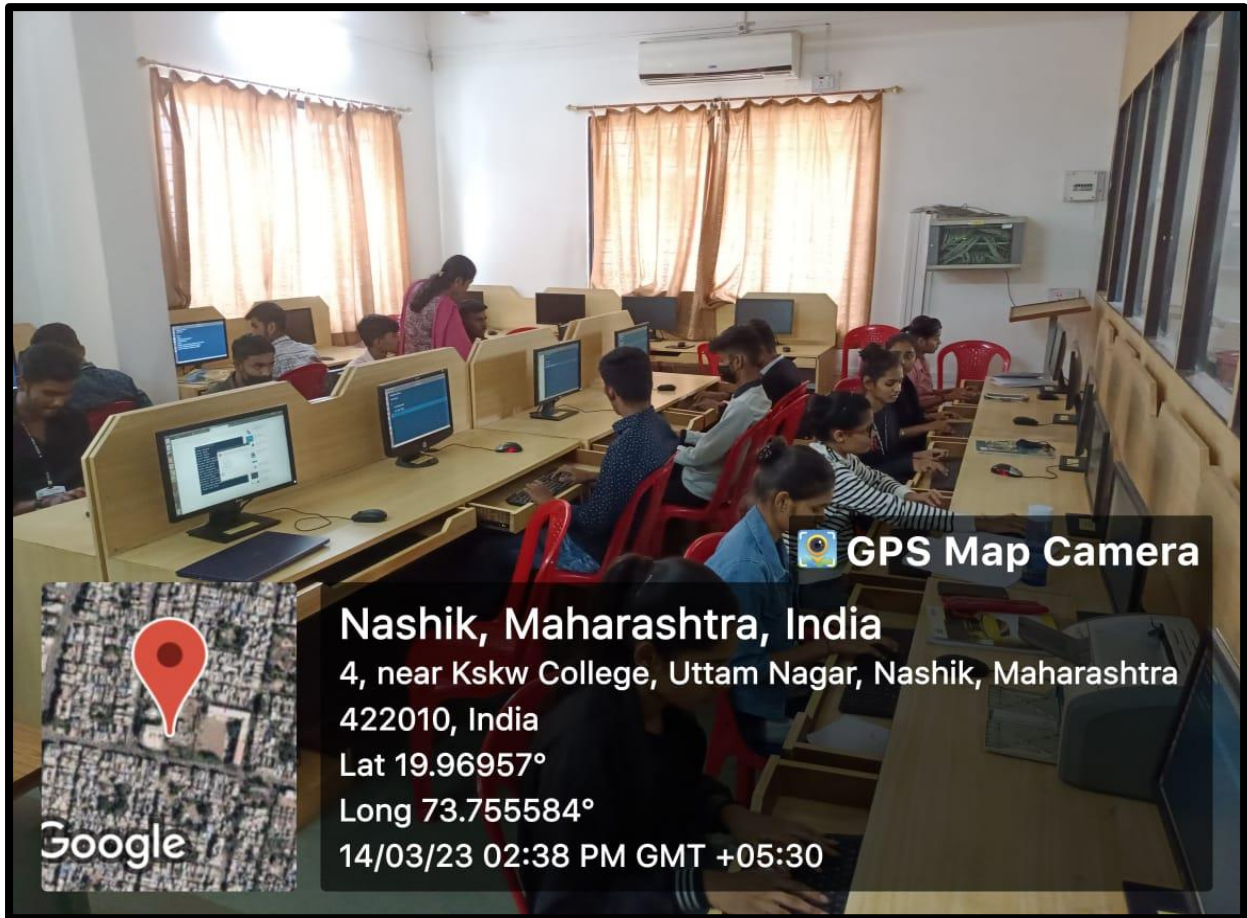 GPS Map Camera
Nashik, Maharashtra, India
4, near Kskw College, Uttam Nagar, Nashik, Maharashtra
422010, India
Lat 19.96957°
Long 73.755584°
14/03/23 02:38 PM GMT +05:30
Google